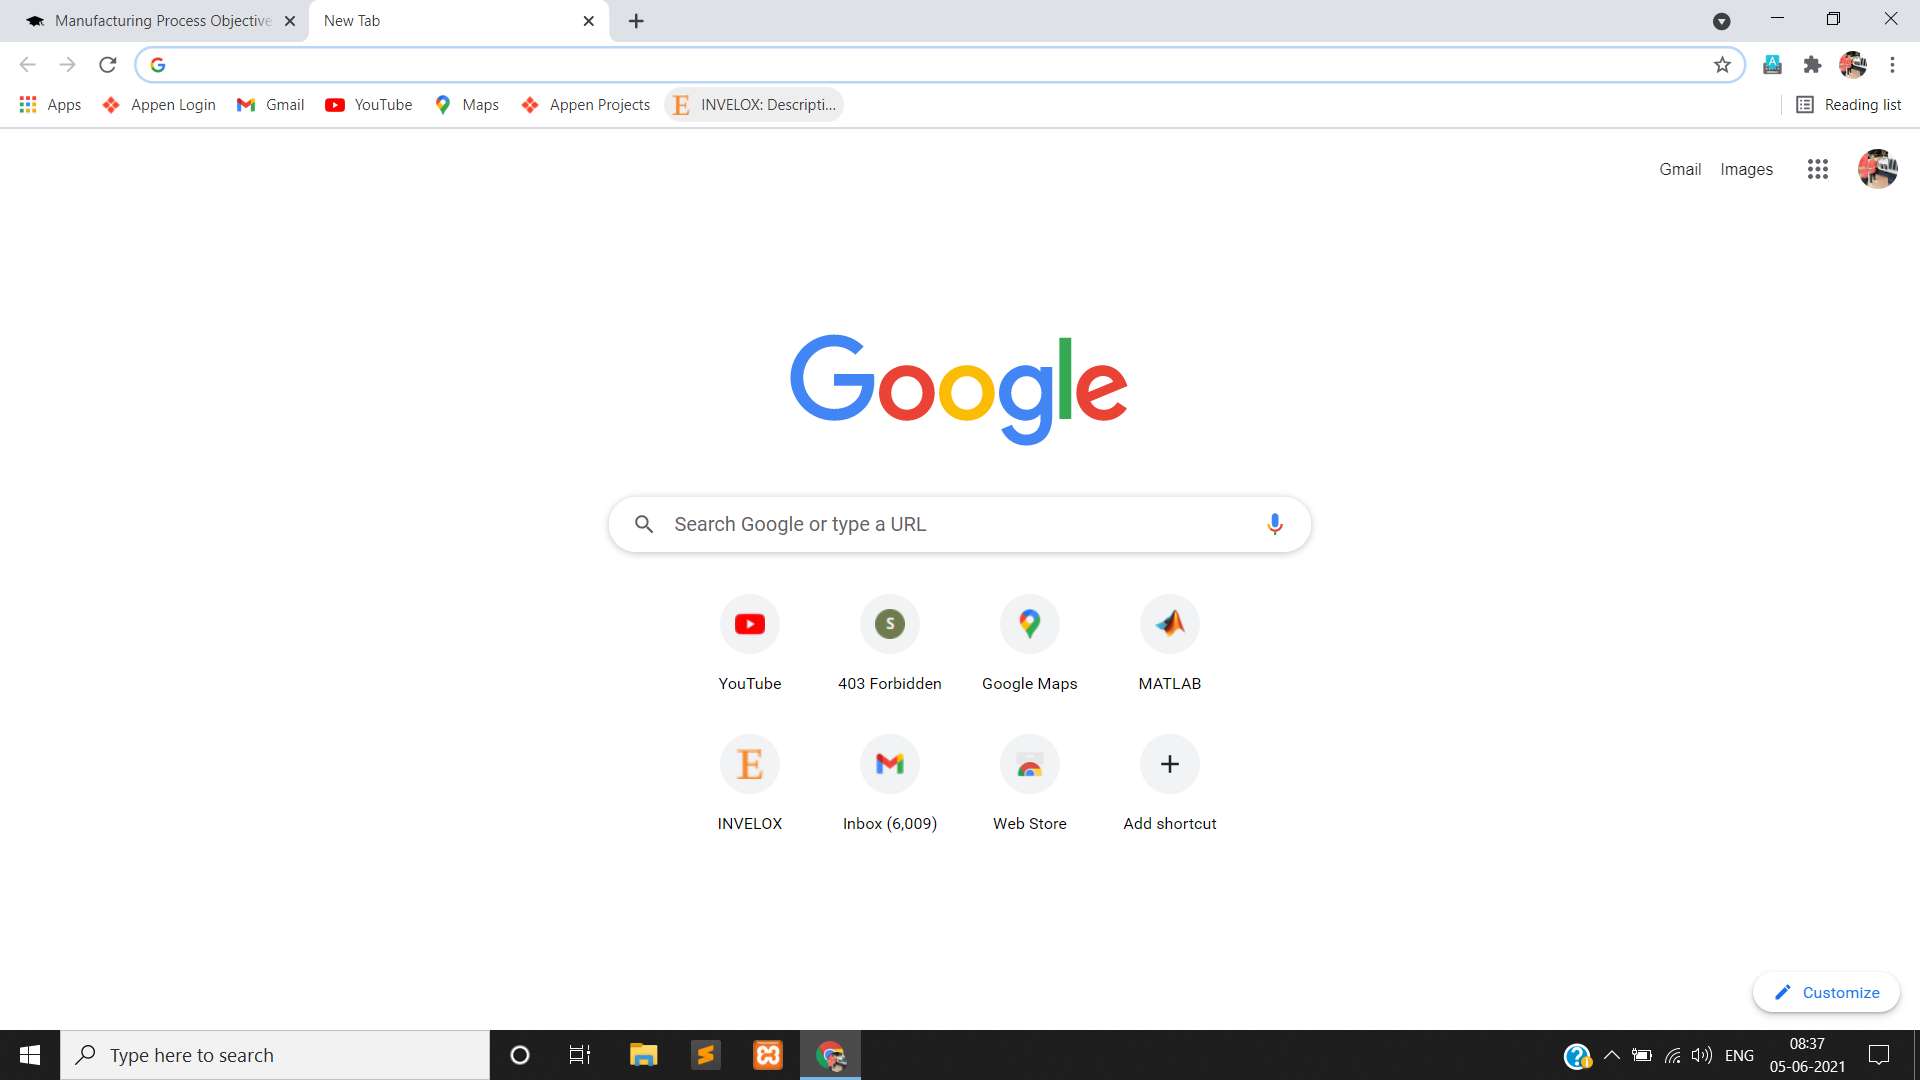 Manufacturing Process Objective
New Tab
Apps
Appen Login
Gmail
YouTube
Maps
Appen Projects
E INVELOX: Descripti...
Reading list
Gmail
Images
Google
Search Google or type a URL
YouTube
S
403 Forbidden
Google Maps
MATLAB
E
INVELOX
Inbox (6,009)
Web Store
Add shortcut
Customize
Type here to search
ENG
08:37
05-06-2021